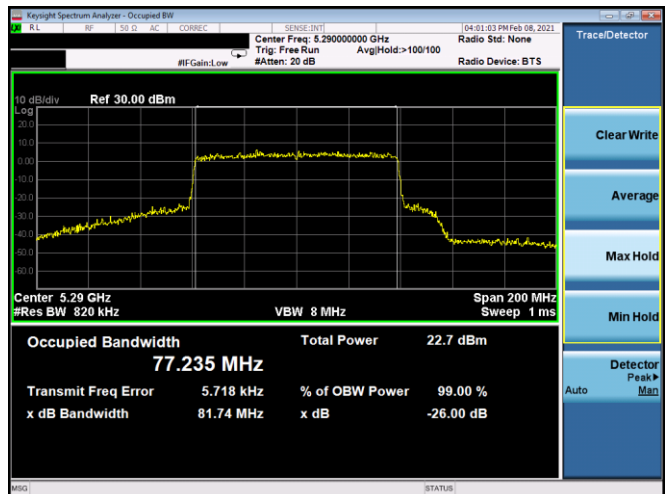 Keysight Spectrum Analyzer - Occupied BW
LXI RL RF 50 Ω AC CORREC SENSE:INT 04:01:03 PM Feb 08, 2021
Center Freq: 5.290000000 GHz Radio Std: None
Trig: Free Run Avg|Hold:>100/100
#IFGain:Low #Atten: 20 dB Radio Device: BTS
Trace/Detector
10 dB/div Ref 30.00 dBm
Log
20.0
10.0
0.00
-10.0
-20.0
-30.0
-40.0
-50.0
-60.0
Center 5.29 GHz Span 200 MHz
#Res BW 820 kHz VBW 8 MHz Sweep 1 ms
Occupied Bandwidth Total Power 22.7 dBm
77.235 MHz
Transmit Freq Error 5.718 kHz % of OBW Power 99.00 %
x dB Bandwidth 81.74 MHz x dB -26.00 dB
Clear Write
Average
Max Hold
Min Hold
Detector
Peak▶
Auto Man
MSG STATUS